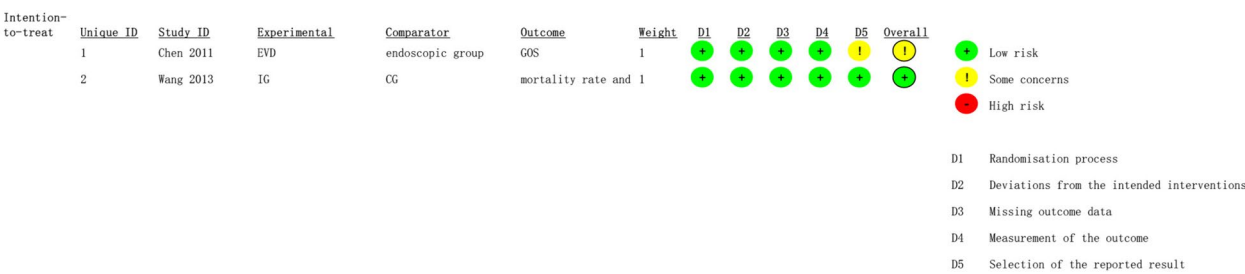 Intention-
to-treat Unique ID Study ID Experimental Comparator Outcome Weight D1 D2 D3 D4 D5 Overall
1 Chen 2011 EVD endoscopic group GOS 1 + + + + ! !
2 Wang 2013 IG CG mortality rate and 1 + + + + + +
+ Low risk
! Some concerns
- High risk
D1 Randomisation process
D2 Deviations from the intended interventions
D3 Missing outcome data
D4 Measurement of the outcome
D5 Selection of the reported result